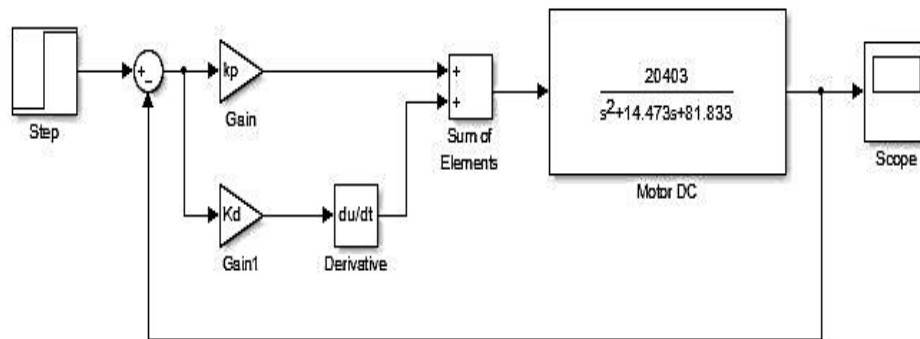 Step
+
-
kp
Gain
Kd
Gain1
du/dt
Derivative
+
+
Sum of
Elements
20403
s2+14.473s+81.833
Motor DC
Scope